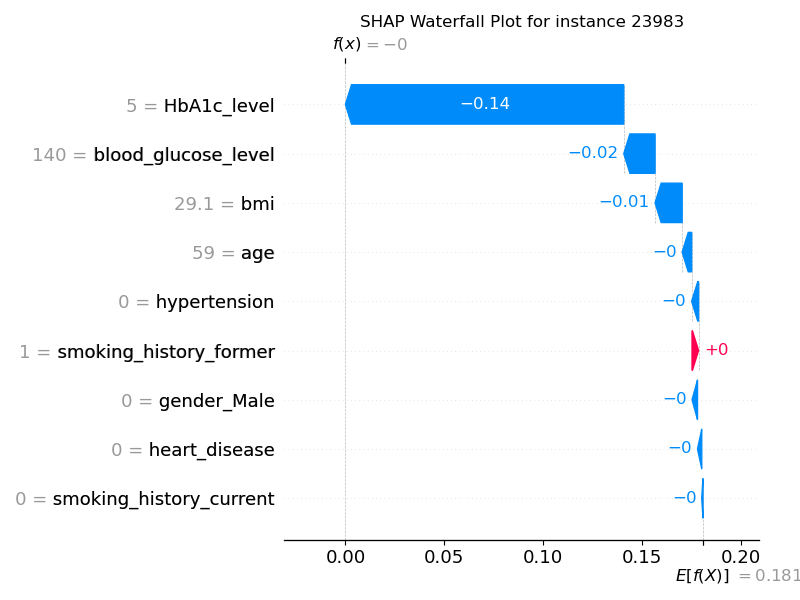 SHAP Waterfall Plot for instance 23983
f(x) = −0
5 = HbA1c_level
−0.14
140 = blood_glucose_level
−0.02
29.1 = bmi
−0.01
59 = age
−0
0 = hypertension
−0
1 = smoking_history_former
+0
0 = gender_Male
−0
0 = heart_disease
−0
0 = smoking_history_current
−0
0.00 0.05 0.10 0.15 0.20
E[f(X)] = 0.181